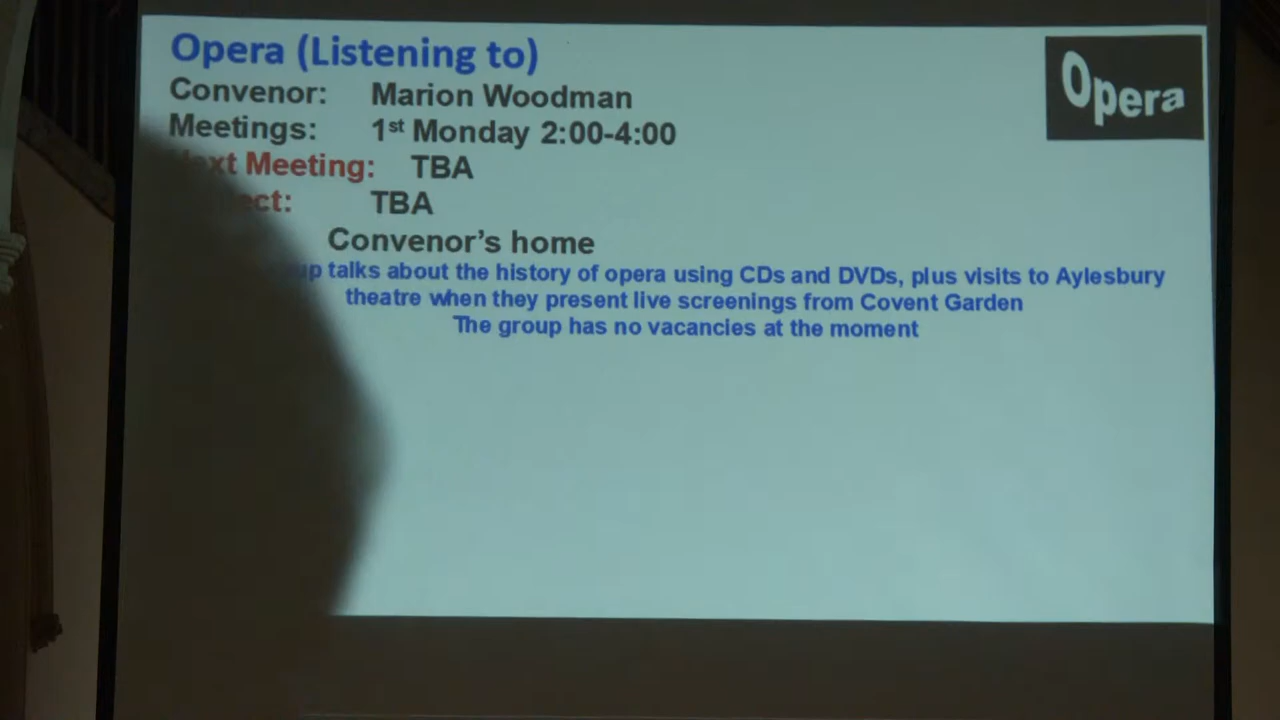 Opera (Listening to)
Opera
Convenor: Marion Woodman
Meetings: 1st Monday 2:00-4:00
Meeting: TBA
TBA
Convenor's home
talks about the history of opera using CDs and DVDs, plus visits to Aylesbury
theatre when they present live screenings from Covent Garden
The group has no vacancies at the moment